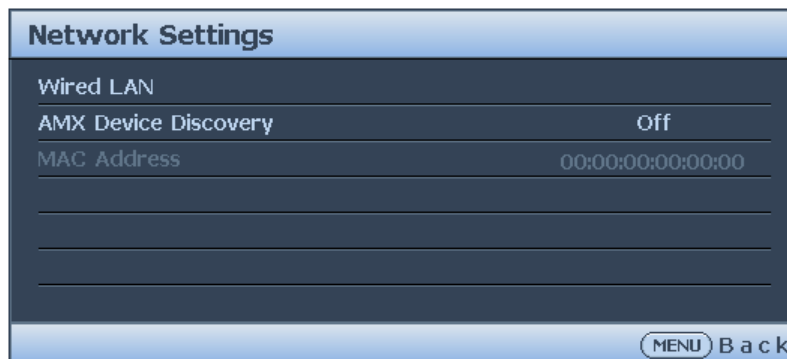 Network Settings
Wired LAN
AMX Device Discovery Off
MAC Address 00:00:00:00:00:00
MENU Back